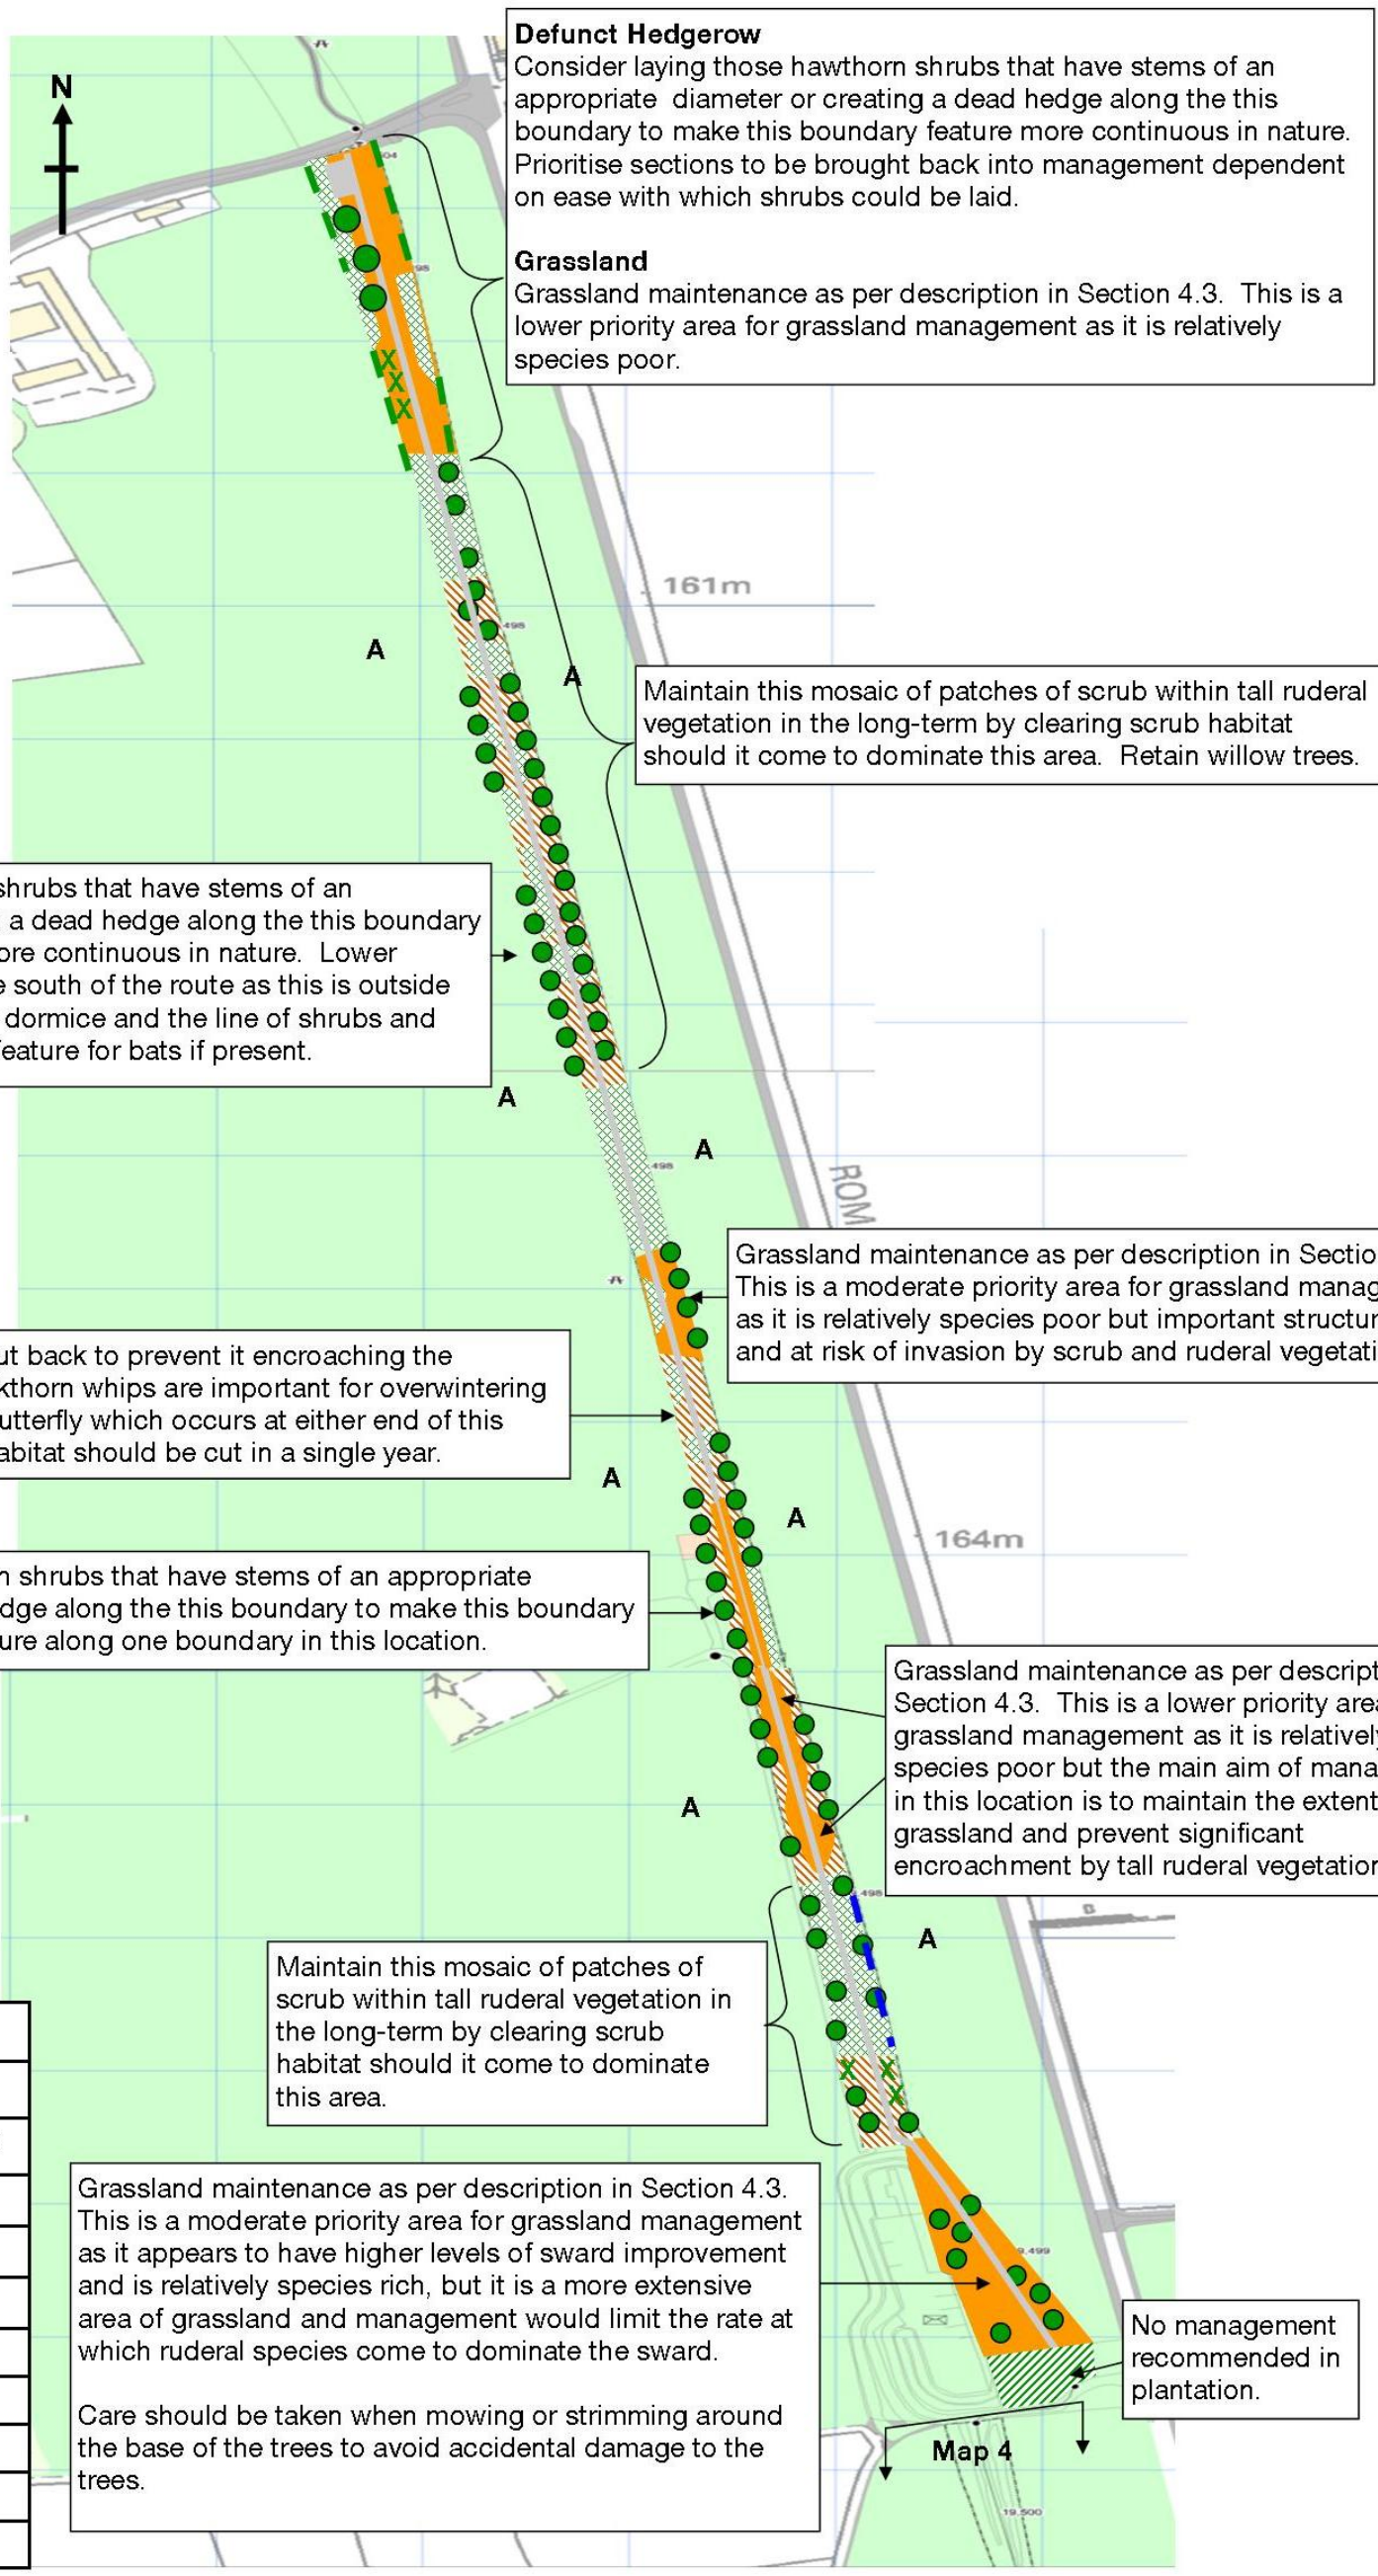 N
Defunct Hedgerow
Consider laying those hawthorn shrubs that have stems of an
appropriate diameter or creating a dead hedge along the this
boundary to make this boundary feature more continuous in nature.
Prioritise sections to be brought back into management dependent
on ease with which shrubs could be laid.
Grassland
Grassland maintenance as per description in Section 4.3. This is a
lower priority area for grassland management as it is relatively
species poor.
X
X
X
161m
498
A
A
Maintain this mosaic of patches of scrub within tall ruderal
vegetation in the long-term by clearing scrub habitat
should it come to dominate this area. Retain willow trees.
shrubs that have stems of an
a dead hedge along the this boundary
ore continuous in nature. Lower
e south of the route as this is outside
dormice and the line of shrubs and
eature for bats if present.
A
A
498
ROM
Grassland maintenance as per description in Sectio
This is a moderate priority area for grassland manag
as it is relatively species poor but important structur
and at risk of invasion by scrub and ruderal vegetati
ut back to prevent it encroaching the
kthorn whips are important for overwintering
utterfly which occurs at either end of this
abitat should be cut in a single year.
A
A
164m
n shrubs that have stems of an appropriate
dge along the this boundary to make this boundary
ure along one boundary in this location.
Grassland maintenance as per descript
Section 4.3. This is a lower priority area
grassland management as it is relatively
species poor but the main aim of mana
in this location is to maintain the extent
grassland and prevent significant
encroachment by tall ruderal vegetation
A
498
A
Maintain this mosaic of patches of
scrub within tall ruderal vegetation in
the long-term by clearing scrub
habitat should it come to dominate
this area.
X X
X
Grassland maintenance as per description in Section 4.3.
This is a moderate priority area for grassland management
as it appears to have higher levels of sward improvement
and is relatively species rich, but it is a more extensive
area of grassland and management would limit the rate at
which ruderal species come to dominate the sward.
Care should be taken when mowing or strimming around
the base of the trees to avoid accidental damage to the
trees.
9.499
No management
recommended in
plantation.
Map 4
19.500